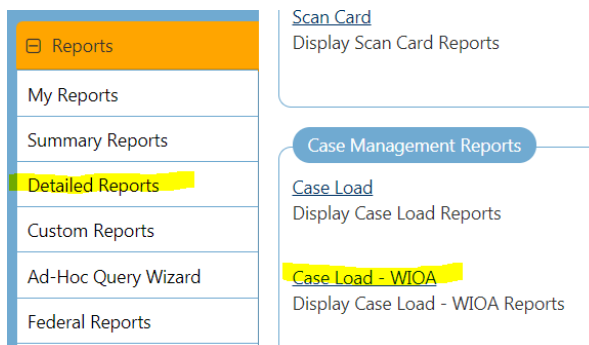 Reports
My Reports
Summary Reports
Detailed Reports
Custom Reports
Ad-Hoc Query Wizard
Federal Reports
Scan Card
Display Scan Card Reports
Case Management Reports
Case Load
Display Case Load Reports
Case Load - WIOA
Display Case Load - WIOA Reports